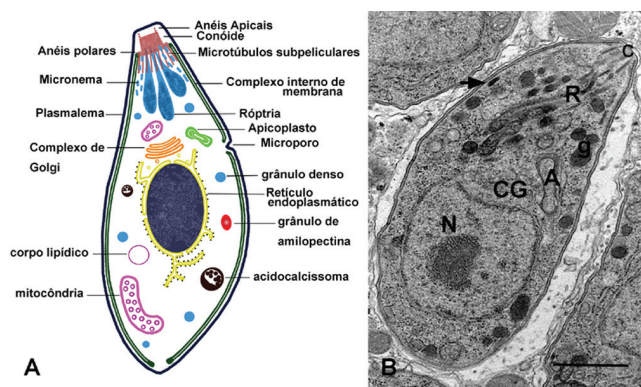 Anéis Apicais
Conóide
Anéis polares
Microtúbulos subpeliculares
Micronema
Complexo interno de
membrana
Plasmalema
Róptria
Apicoplasto
Complexo de
Golgi
Microporo
grânulo denso
Retículo
endoplasmático
grânulo de
amilopectina
corpo lipídico
acidocalcissoma
mitocôndria
A
C
R
g
A
CG
N
B